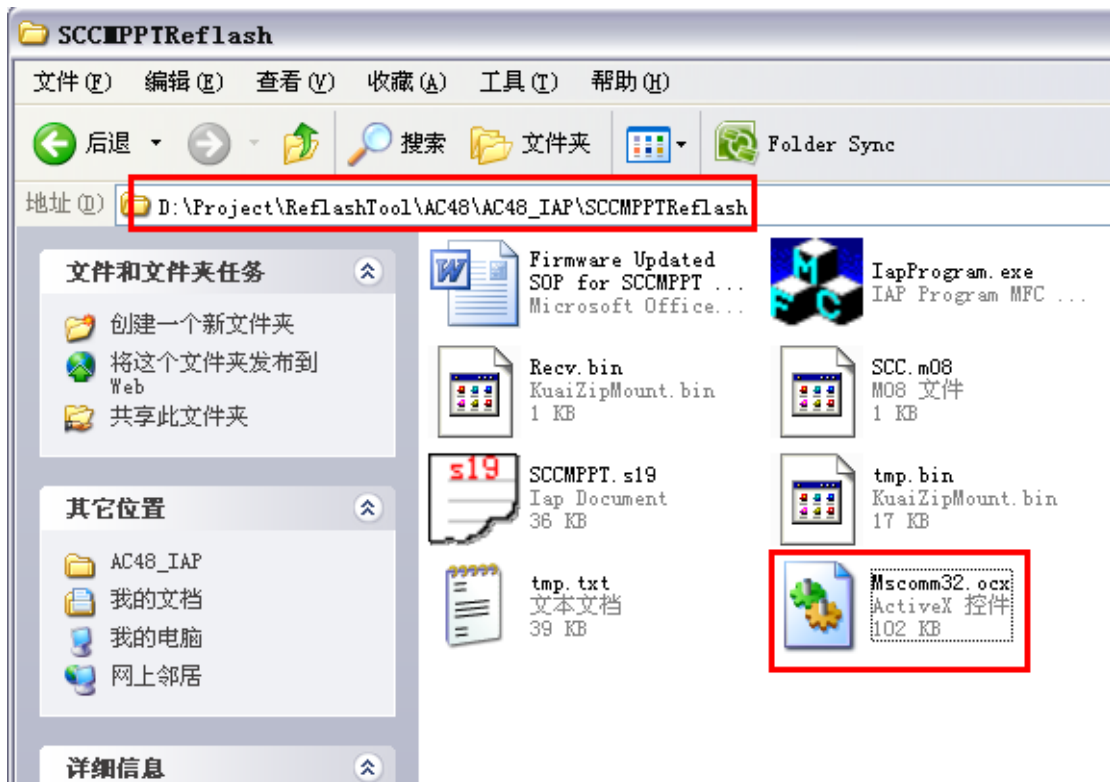 SCCMPPTReflash
文件(F) 编辑(E) 查看(V) 收藏(A) 工具(T) 帮助(H)
后退 搜索 文件夹 Folder Sync
地址(D) D:\Project\ReflashTool\AC48\AC48_IAP\SCCMPPTReflash
文件和文件夹任务
创建一个新文件夹
将这个文件夹发布到
Web
共享此文件夹
其它位置
AC48_IAP
我的文档
我的电脑
网上邻居
详细信息
Firmware Updated
SOP for SCCMPPT ...
Microsoft Office...
IapProgram.exe
IAP Program MFC ...
Recv.bin
KuaiZipMount.bin
1 KB
SCC.m08
M08 文件
1 KB
s19
SCCMPPT.s19
Iap Document
36 KB
tmp.bin
KuaiZipMount.bin
17 KB
tmp.txt
文本文档
39 KB
Mscomm32.ocx
ActiveX 控件
102 KB
W
M
F C